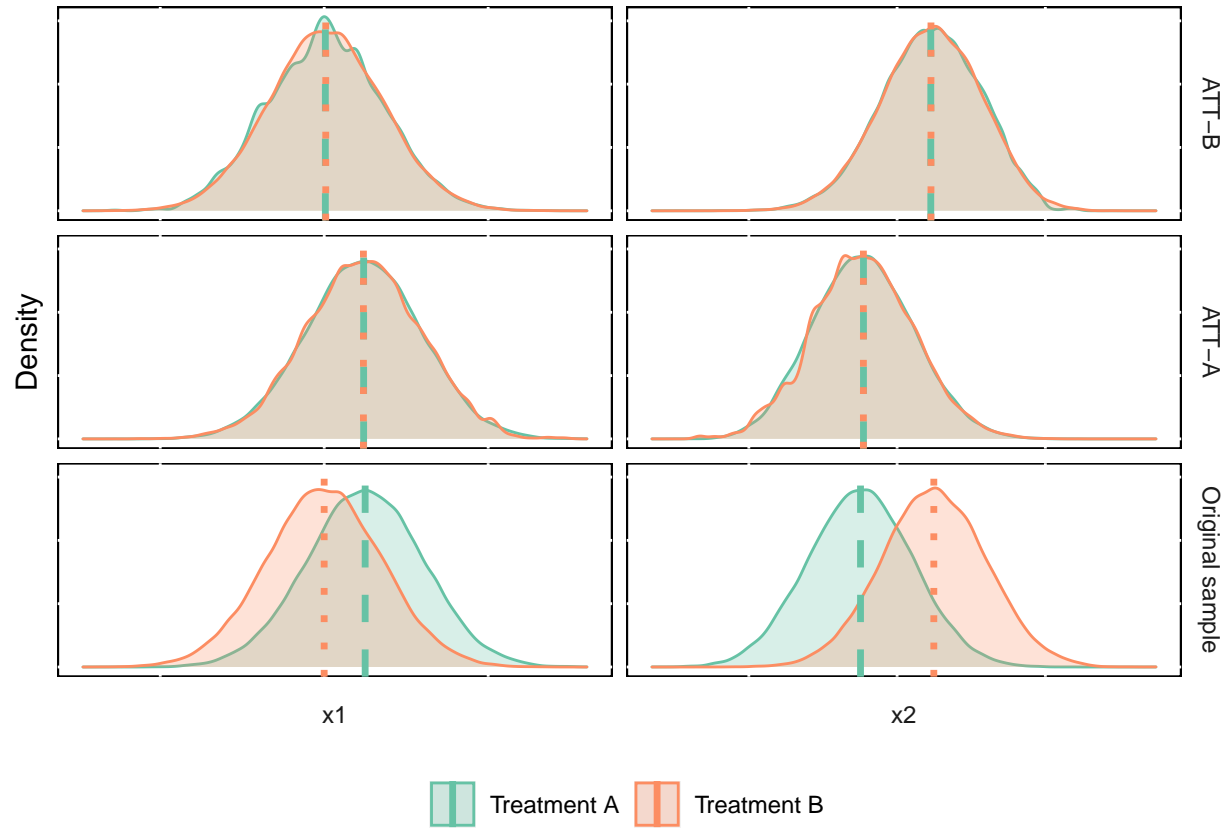 ATT−B
Density
ATT−A
Original sample
x1
x2
Treatment A
Treatment B